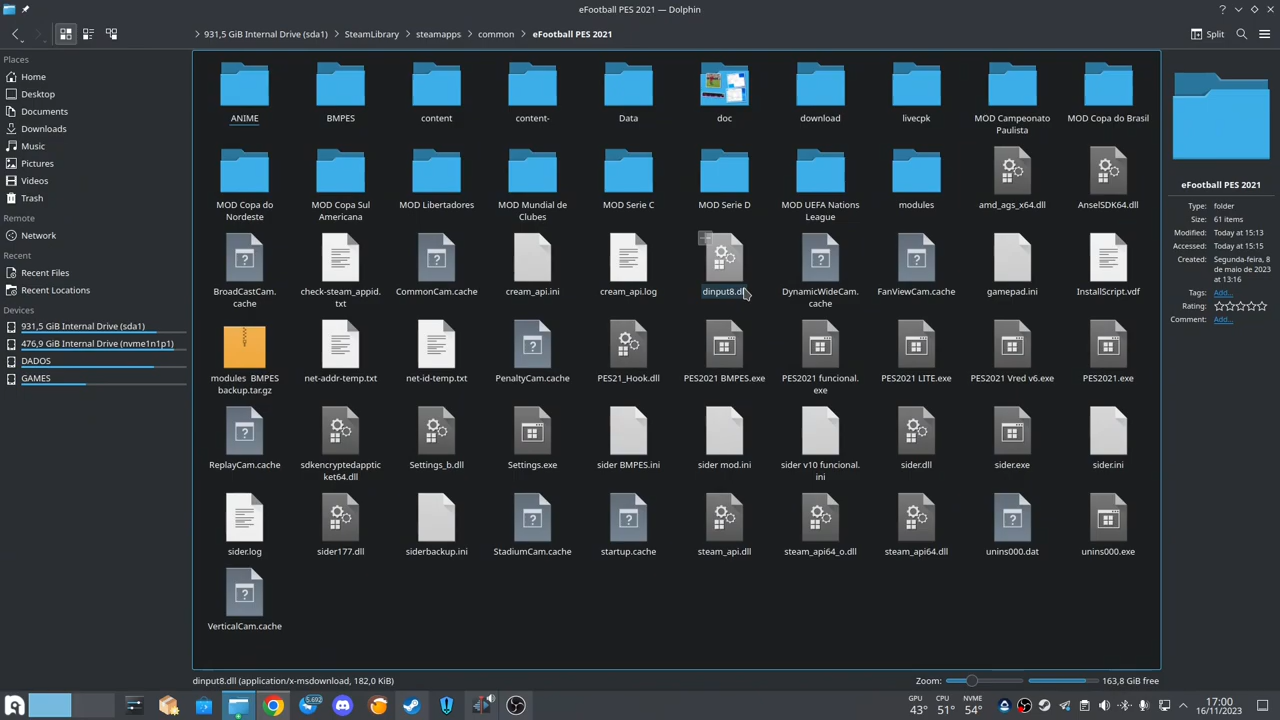 eFootball PES 2021 — Dolphin
931,5 GiB Internal Drive (sda1)
SteamLibrary
steamapps
common
eFootball PES 2021
Split
Places
Home
Desktop
Documents
Downloads
Music
Pictures
Videos
Trash
Remote
Network
Recent
Recent Files
Recent Locations
Devices
931,5 GiB Internal Drive (sda1)
476,9 GiB Internal Drive (nvme1n1p1)
DADOS
GAMES
ANIME
BMPES
content
content-
Data
doc
download
livecpk
MOD Campeonato
Paulista
MOD Copa do Brasil
MOD Copa do
Nordeste
MOD Copa Sul
Americana
MOD Libertadores
MOD Mundial de
Clubes
MOD Serie C
MOD Serie D
MOD UEFA Nations
League
modules
amd_ags_x64.dll
AnselSDK64.dll
BroadCastCam.
cache
check-steam_appid.
txt
CommonCam.cache
cream_api.ini
cream_api.log
dinput8.dll
DynamicWideCam.
cache
FanViewCam.cache
gamepad.ini
InstallScript.vdf
modules BMPES
backup.tar.gz
net-addr-temp.txt
net-id-temp.txt
PenaltyCam.cache
PES21_Hook.dll
PES2021 BMPES.exe
PES2021 funcional.
exe
PES2021 LITE.exe
PES2021 Vred v6.exe
PES2021.exe
ReplayCam.cache
sdkencryptedapptic
ket64.dll
Settings_b.dll
Settings.exe
sider BMPES.ini
sider mod.ini
sider v10 funcional.
ini
sider.dll
sider.exe
sider.ini
sider.log
sider177.dll
siderbackup.ini
StadiumCam.cache
startup.cache
steam_api.dll
steam_api64_o.dll
steam_api64.dll
unins000.dat
unins000.exe
VerticalCam.cache
eFootball PES 2021
Type: folder
Size: 61 items
Modified: Today at 15:13
Accessed: Today at 15:15
Created: Segunda-feira, 8
de maio de 2023
at 13:16
Tags: Add...
Rating:
Comment: Add...
dinput8.dll (application/x-msdownload, 182,0 KiB)
Zoom:
163,8 GiB free
5.692
GPU CPU NVME
43° 51° 54°
17:00
16/11/2023